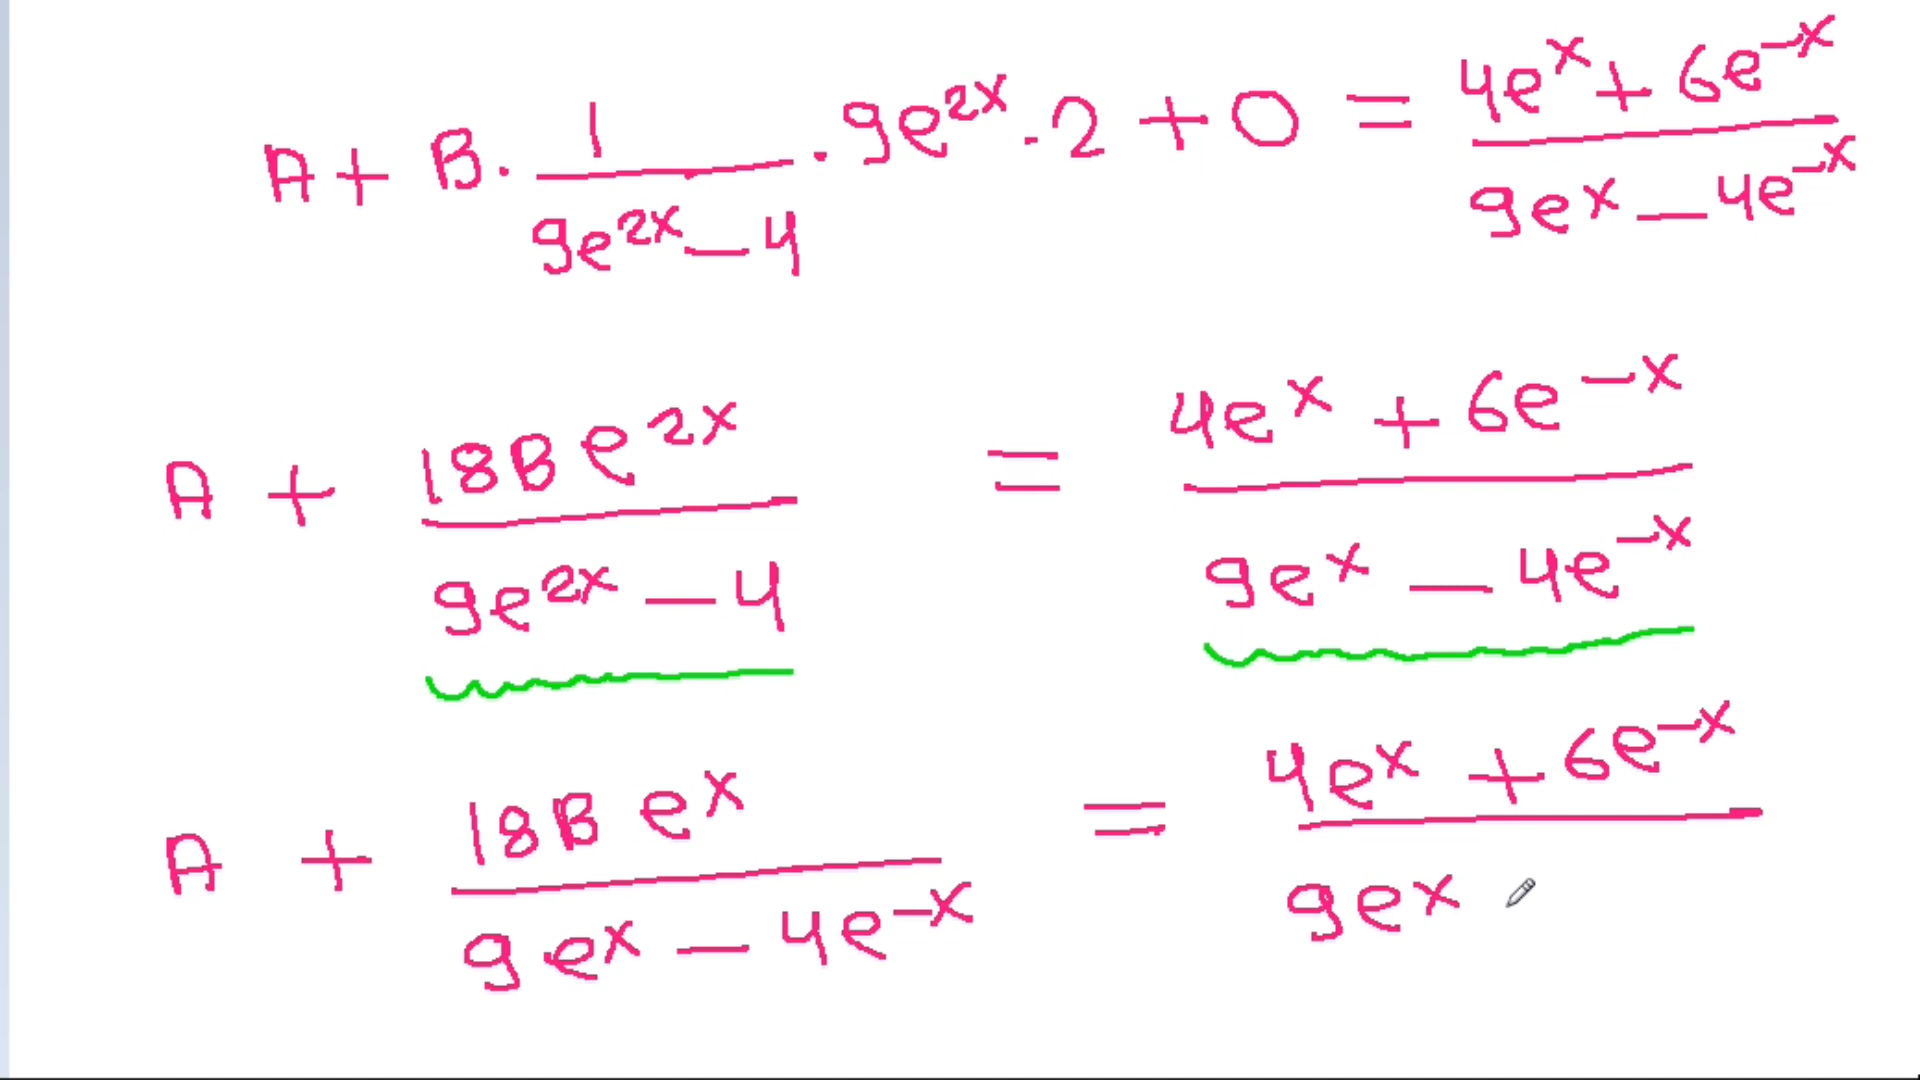 A + B · 1/(9e^{2x} − 4) · 9e^{2x} · 2 + 0 = (4e^x + 6e^{−x})/(9e^x − 4e^{−x})
A + 18Be^{2x}/(9e^{2x} − 4) = (4e^x + 6e^{−x})/(9e^x − 4e^{−x})
A + 18Be^x/(9e^x − 4e^{−x}) = (4e^x + 6e^{−x})/(9e^x